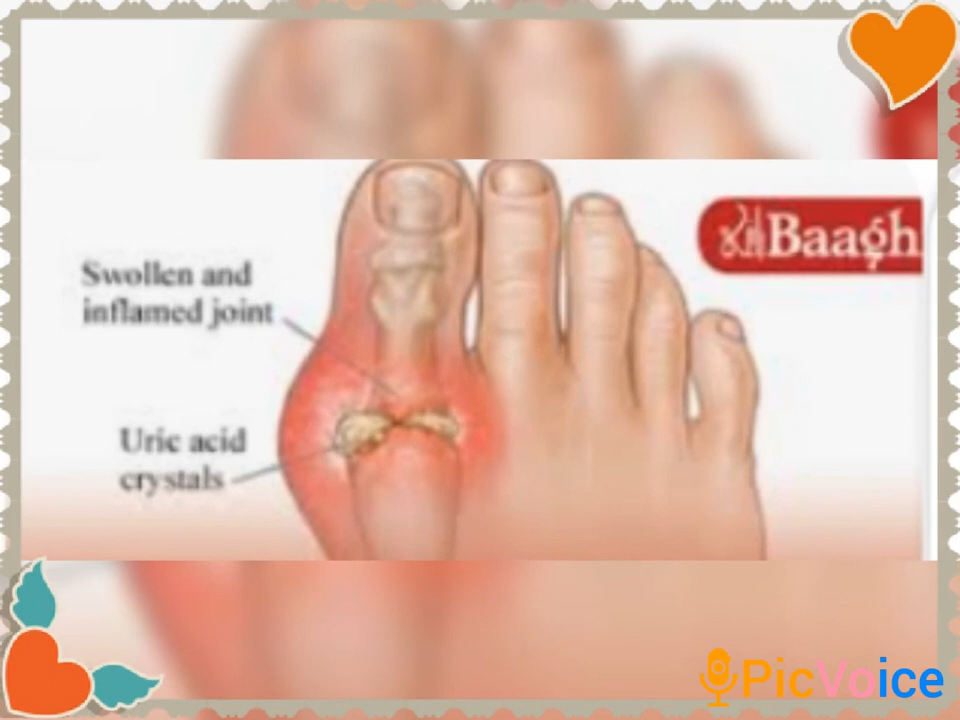 Baagh
Swollen and
inflamed joint
Uric acid
crystals
PicVoice